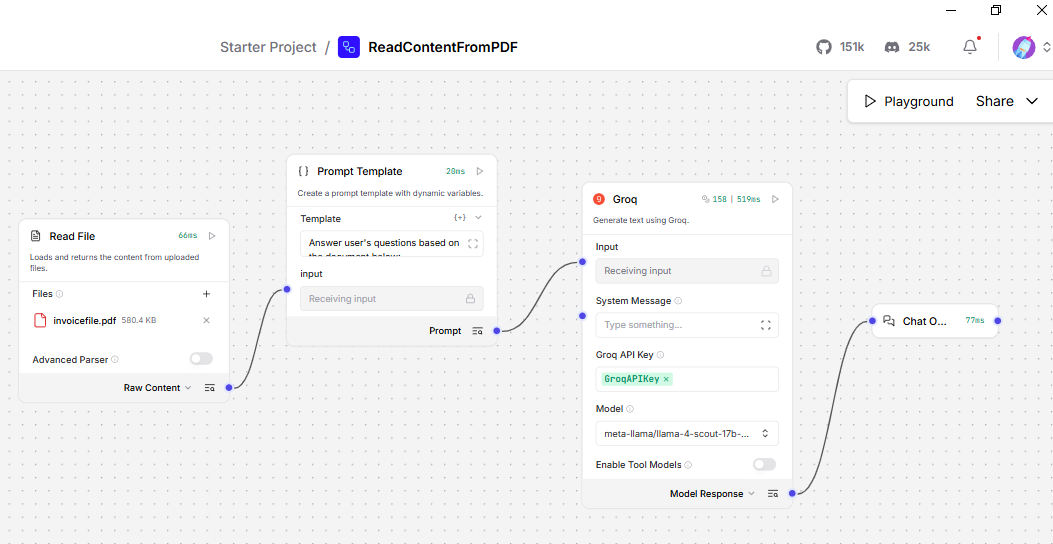 Starter Project / ReadContentFromPDF
151k
25k
Playground
Share
Read File
66ms
Loads and returns the content from uploaded
files.
Files
invoicefile.pdf 580.4 KB
Advanced Parser
Raw Content
{ } Prompt Template
20ms
Create a prompt template with dynamic variables.
Template
{+}
Answer user's questions based on
the document below:
input
Receiving input
Prompt
9 Groq
158 | 519ms
Generate text using Groq.
Input
Receiving input
System Message
Type something...
Groq API Key
GroqAPIKey ×
Model
meta-llama/llama-4-scout-17b-...
Enable Tool Models
Model Response
Chat O...
77ms